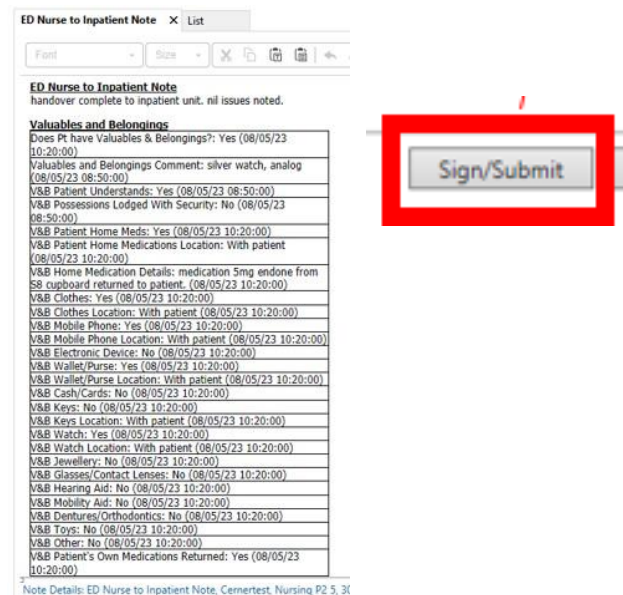 ED Nurse to Inpatient Note X List
Font Size
ED Nurse to Inpatient Note
handover complete to inpatient unit. nil issues noted.
Valuables and Belongings
Does Pt have Valuables & Belongings?: Yes (08/05/23
10:20:00)
Valuables and Belongings Comment: silver watch, analog
(08/05/23 08:50:00)
V&B Patient Understands: Yes (08/05/23 08:50:00)
V&B Possessions Lodged With Security: No (08/05/23
08:50:00)
V&B Patient Home Meds: Yes (08/05/23 10:20:00)
V&B Patient Home Medications Location: With patient
(08/05/23 10:20:00)
V&B Home Medication Details: medication 5mg endone from
S8 cupboard returned to patient. (08/05/23 10:20:00)
V&B Clothes: Yes (08/05/23 10:20:00)
V&B Clothes Location: With patient (08/05/23 10:20:00)
V&B Mobile Phone: Yes (08/05/23 10:20:00)
V&B Mobile Phone Location: With patient (08/05/23 10:20:00)
V&B Electronic Device: No (08/05/23 10:20:00)
V&B Wallet/Purse: Yes (08/05/23 10:20:00)
V&B Wallet/Purse Location: With patient (08/05/23 10:20:00)
V&B Cash/Cards: No (08/05/23 10:20:00)
V&B Keys: No (08/05/23 10:20:00)
V&B Keys Location: With patient (08/05/23 10:20:00)
V&B Watch: Yes (08/05/23 10:20:00)
V&B Watch Location: With patient (08/05/23 10:20:00)
V&B Jewellery: No (08/05/23 10:20:00)
V&B Glasses/Contact Lenses: No (08/05/23 10:20:00)
V&B Hearing Aid: No (08/05/23 10:20:00)
V&B Mobility Aid: No (08/05/23 10:20:00)
V&B Dentures/Orthodontics: No (08/05/23 10:20:00)
V&B Toys: No (08/05/23 10:20:00)
V&B Other: No (08/05/23 10:20:00)
V&B Patient's Own Medications Returned: Yes (08/05/23
10:20:00)
Note Details: ED Nurse to Inpatient Note, Cernertest, Nursing P2 5, 30
Sign/Submit